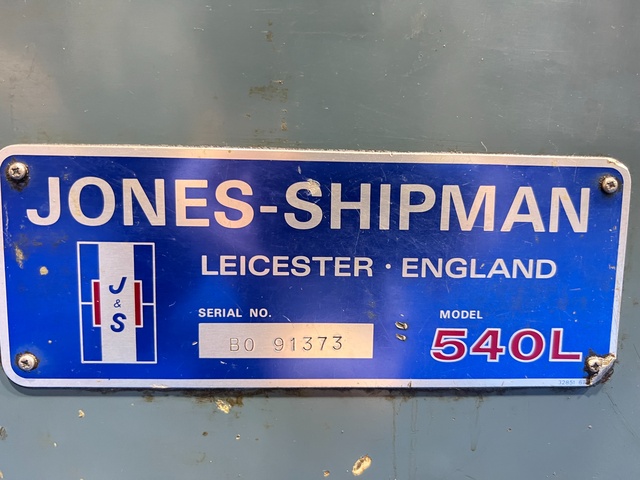 JONES-SHIPMAN
LEICESTER · ENGLAND
J
&
S
SERIAL NO.
BO 91373
MODEL
540L